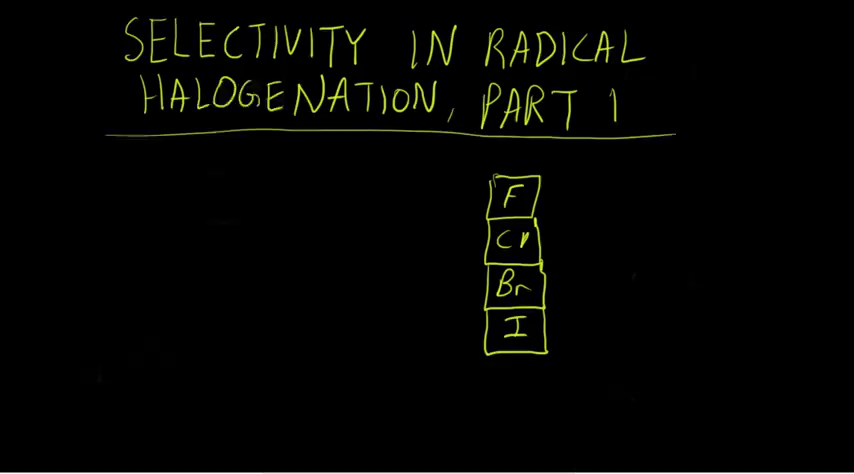 SELECTIVITY IN RADICAL
HALOGENATION, PART 1
F
Cl
Br
I